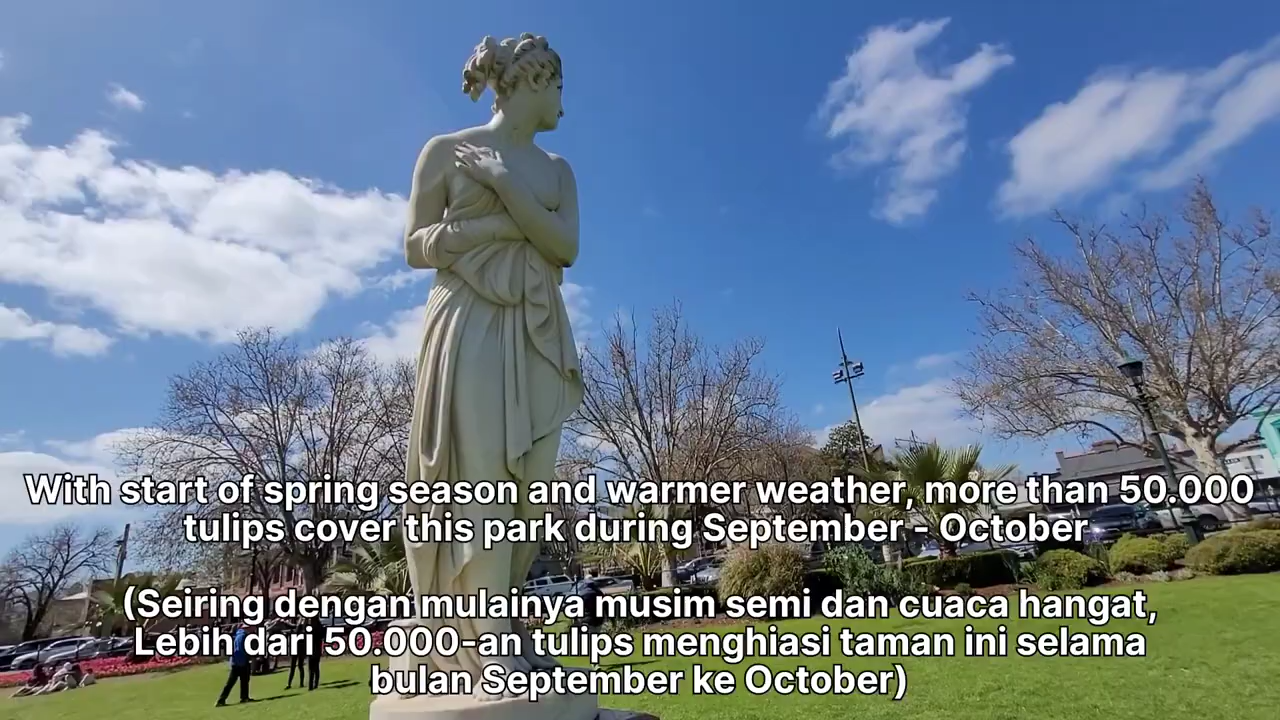 With start of spring season and warmer weather, more than 50.000
tulips cover this park during September - October
(Seiring dengan mulainya musim semi dan cuaca hangat,
Lebih dari 50.000-an tulips menghiasi taman ini selama
bulan September ke October)